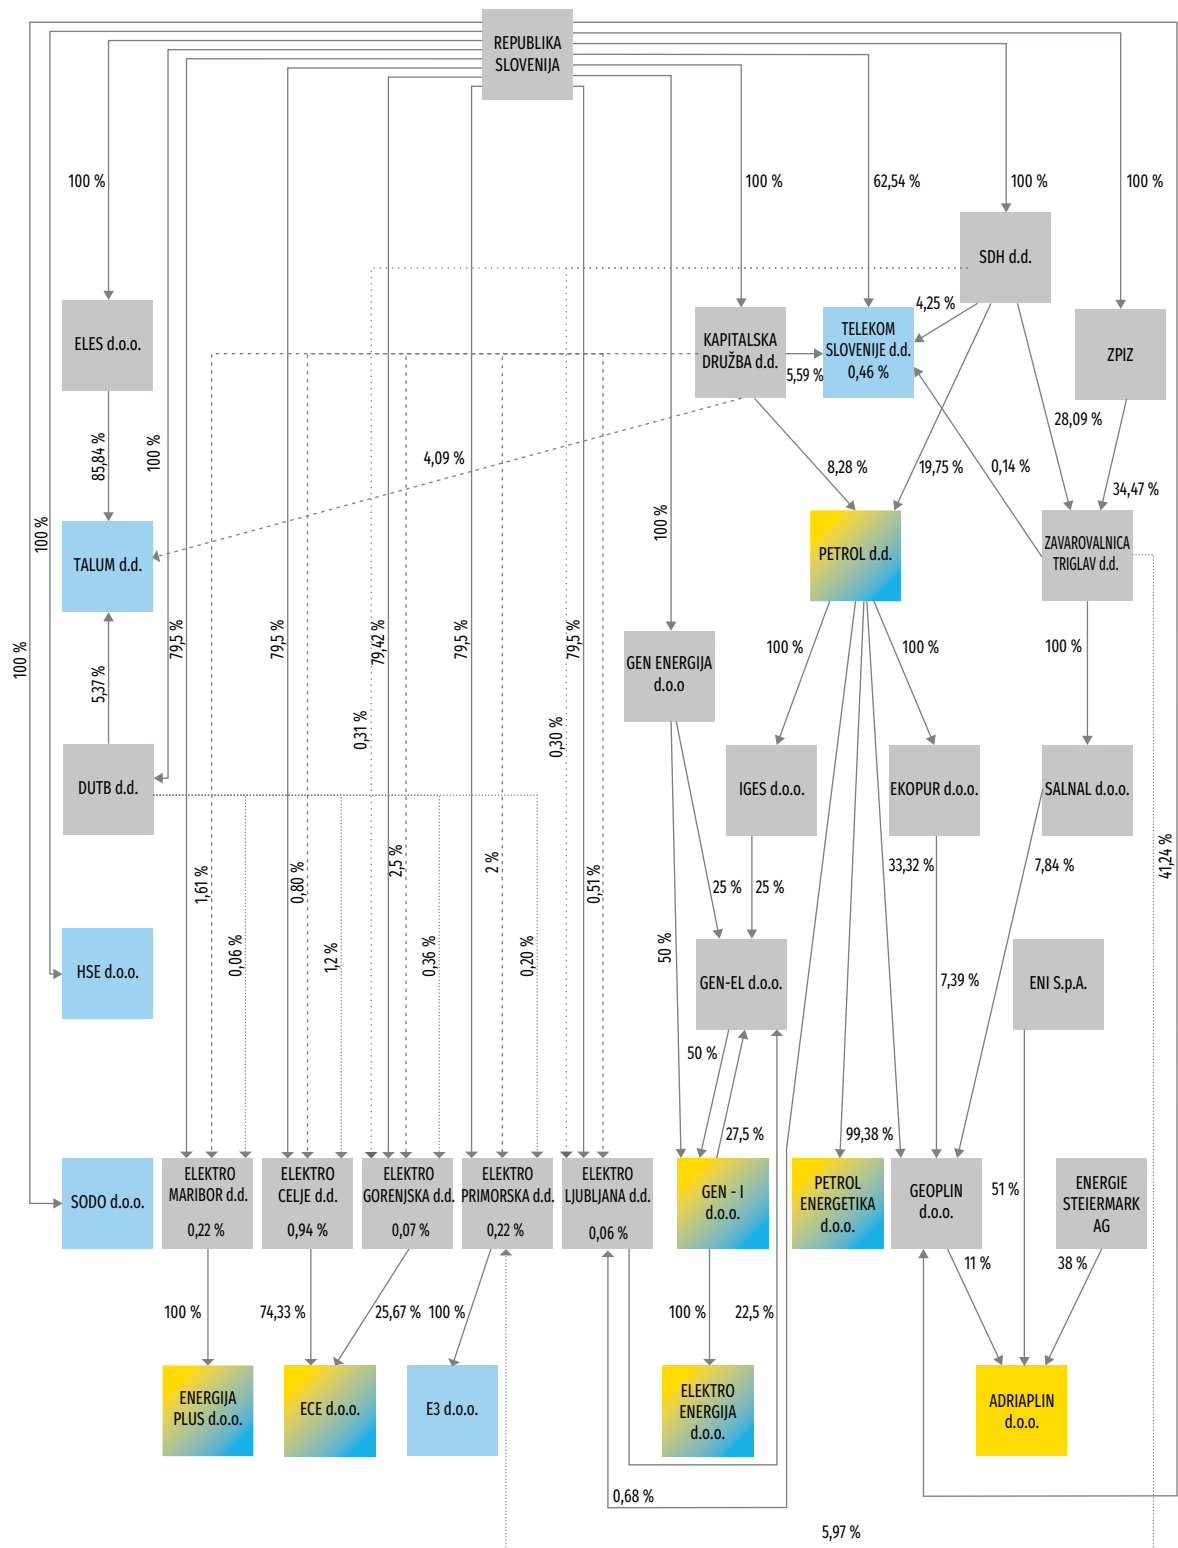 REPUBLIKA
SLOVENIJA
100 %
100 %
62,54 %
100 %
100 %
SDH d.d.
4,25 %
ELES d.o.o.
KAPITALSKA
DRUŽBA d.d.
TELEKOM
SLOVENIJE d.d.
0,46 %
ZPIZ
5,59 %
28,09 %
85,84 %
100 %
4,09 %
8,28 %
19,75 %
0,14 %
34,47 %
100 %
100 %
TALUM d.d.
PETROL d.d.
ZAVAROVALNICA
TRIGLAV d.d.
100 %
5,37 %
79,5 %
79,5 %
79,42 %
79,5 %
79,5 %
GEN ENERGIJA
d.o.o
100 %
100 %
100 %
0,31 %
0,30 %
DUTB d.d.
IGES d.o.o.
EKOPUR d.o.o.
SALNAL d.o.o.
1,61 %
0,80 %
2,5 %
2 %
0,51 %
25 %
25 %
33,32 %
7,84 %
41,24 %
0,06 %
1,2 %
0,36 %
0,20 %
50 %
HSE d.o.o.
GEN-EL d.o.o.
7,39 %
ENI S.p.A.
50 %
27,5 %
99,38 %
SODO d.o.o.
ELEKTRO
MARIBOR d.d.
0,22 %
ELEKTRO
CELJE d.d.
0,94 %
ELEKTRO
GORENJSKA d.d.
0,07 %
ELEKTRO
PRIMORSKA d.d.
0,22 %
ELEKTRO
LJUBLJANA d.d.
0,06 %
GEN - I
d.o.o.
PETROL
ENERGETIKA
d.o.o.
GEOPLIN
d.o.o.
51 %
ENERGIE
STEIERMARK
AG
11 %
38 %
100 %
74,33 %
25,67 %
100 %
100 %
22,5 %
ENERGIJA
PLUS d.o.o.
ECE d.o.o.
E3 d.o.o.
ELEKTRO
ENERGIJA
d.o.o.
ADRIAPLIN
d.o.o.
0,68 %
5,97 %